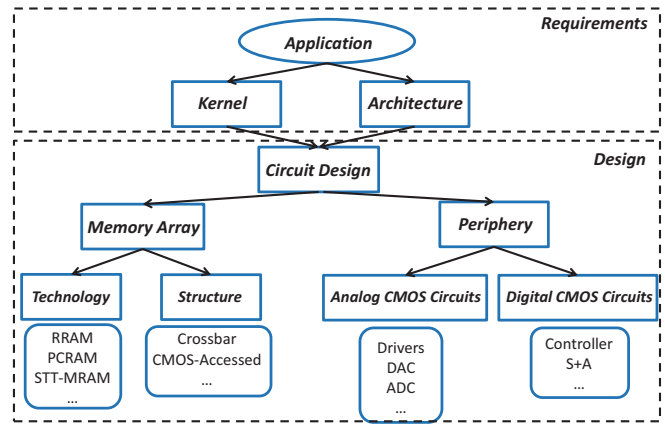 Requirements
Application
Kernel
Architecture
Design
Circuit Design
Memory Array
Periphery
Technology
Structure
Analog CMOS Circuits
Digital CMOS Circuits
RRAM
PCRAM
STT-MRAM
...
Crossbar
CMOS-Accessed
...
Drivers
DAC
ADC
...
Controller
S+A
...